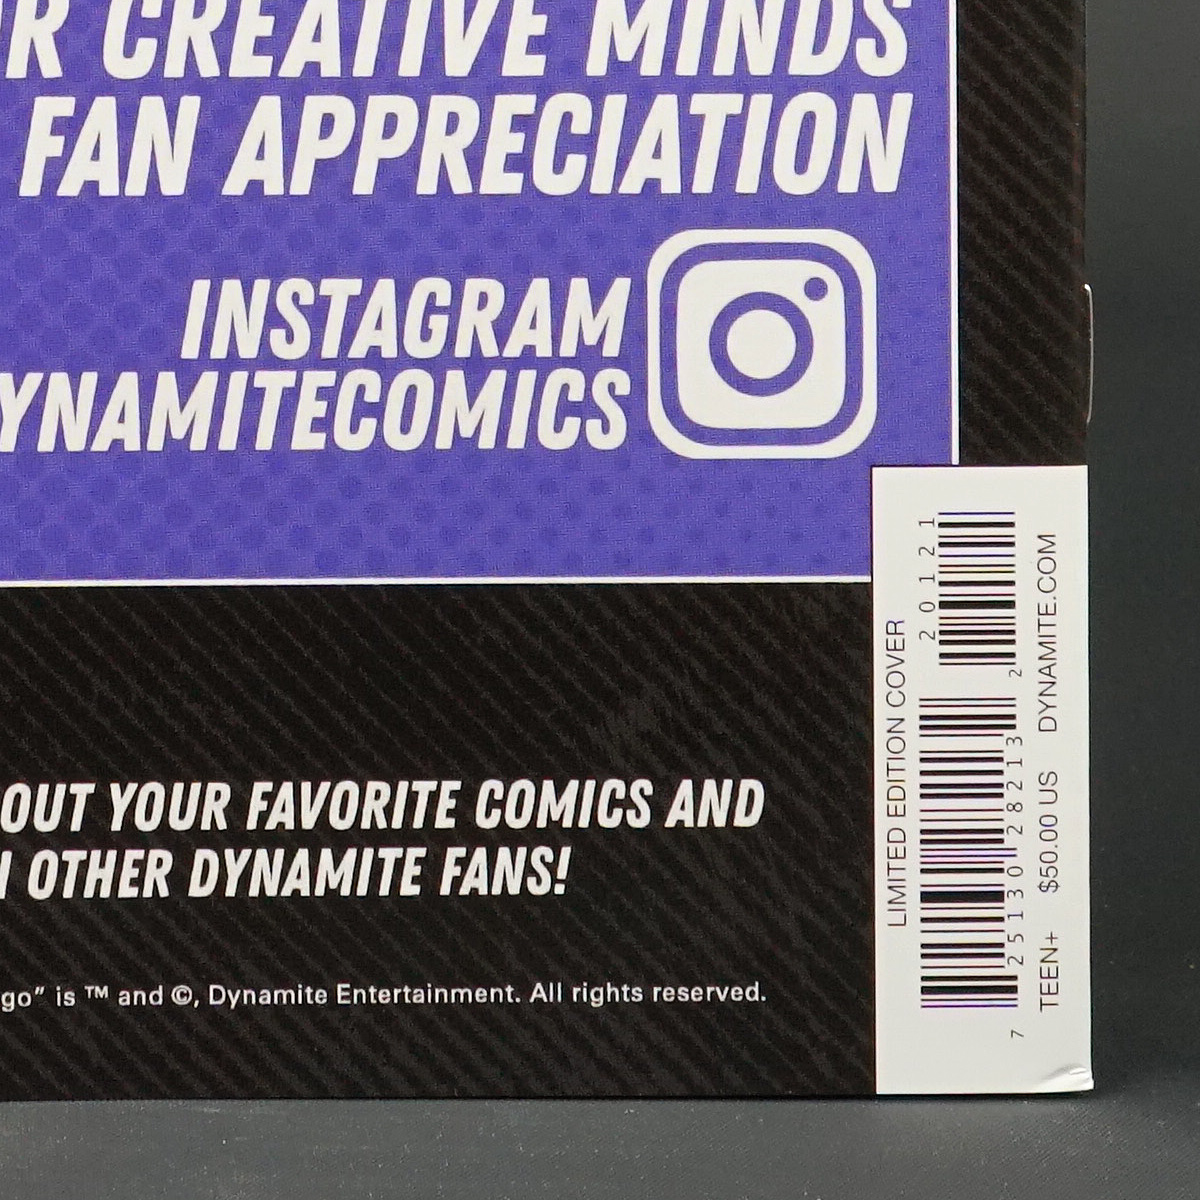 R CREATIVE MINDS
FAN APPRECIATION
INSTAGRAM
YNAMITECOMICS
OUT YOUR FAVORITE COMICS AND
OTHER DYNAMITE FANS!
go” is ™ and ©, Dynamite Entertainment. All rights reserved.
LIMITED EDITION COVER
20121
7 25130 28213 2
TEEN+ $50.00 US DYNAMITE.COM